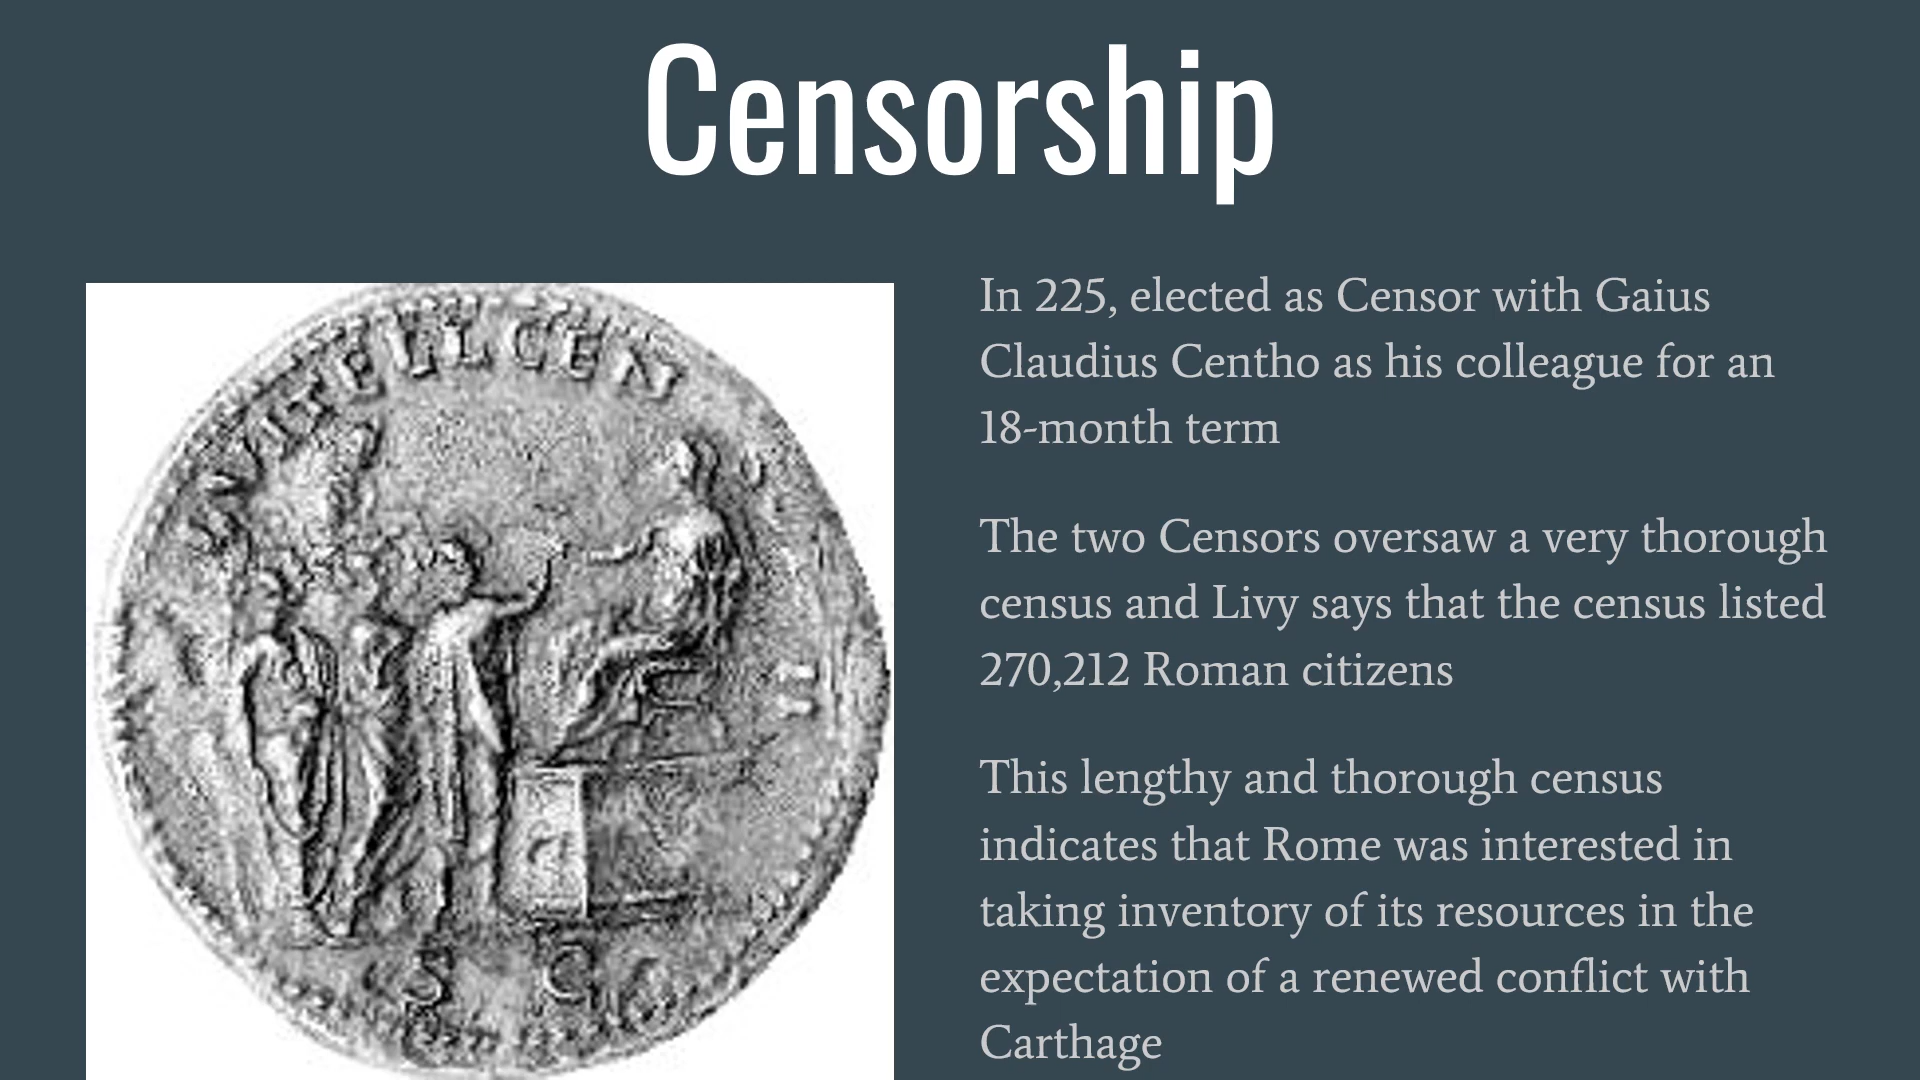 Censorship
VITELL CEN
II
S C
In 225, elected as Censor with Gaius
Claudius Centho as his colleague for an
18-month term
The two Censors oversaw a very thorough
census and Livy says that the census listed
270,212 Roman citizens
This lengthy and thorough census
indicates that Rome was interested in
taking inventory of its resources in the
expectation of a renewed conflict with
Carthage